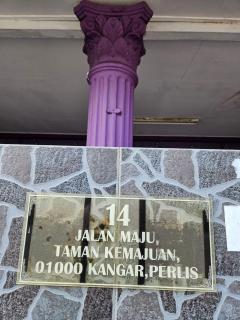 14
JALAN MAJU,
TAMAN KEMAJUAN,
01000 KANGAR, PERLIS